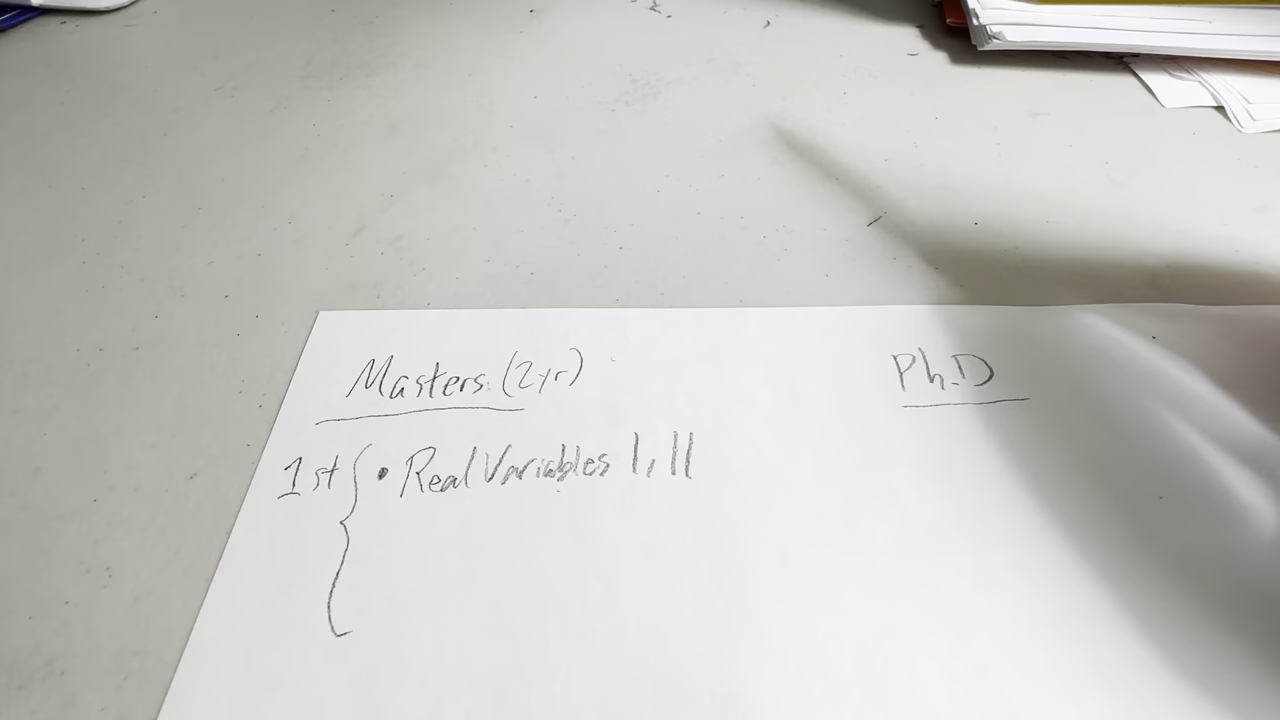 Masters: (2yr)
Ph.D
1st { • Real Variables I, II